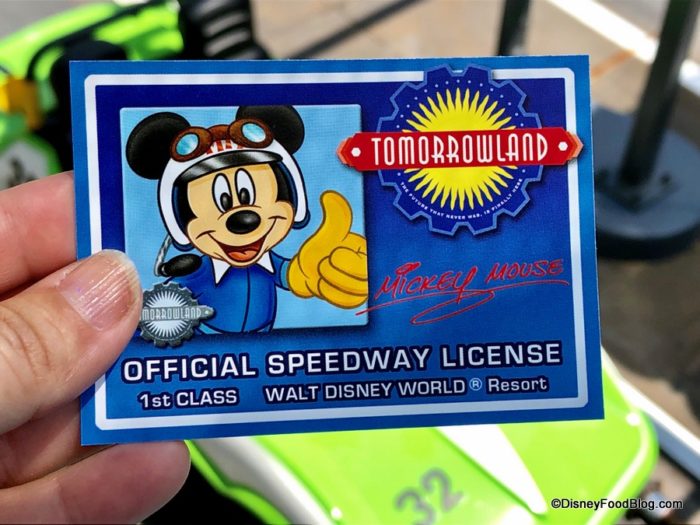 TOMORROWLAND
THE FUTURE THAT NEVER WAS, IS FINALLY HERE
Mickey Mouse
MORROWLAND
OFFICIAL SPEEDWAY LICENSE
1st CLASS WALT DISNEY WORLD® Resort
32
©DisneyFoodBlog.com